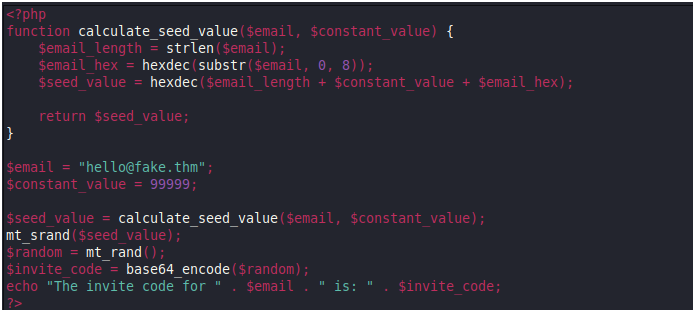 <?php
function calculate_seed_value($email, $constant_value) {
    $email_length = strlen($email);
    $email_hex = hexdec(substr($email, 0, 8));
    $seed_value = hexdec($email_length + $constant_value + $email_hex);

    return $seed_value;
}

$email = "hello@fake.thm";
$constant_value = 99999;

$seed_value = calculate_seed_value($email, $constant_value);
mt_srand($seed_value);
$random = mt_rand();
$invite_code = base64_encode($random);
echo "The invite code for " . $email . " is: " . $invite_code;
?>